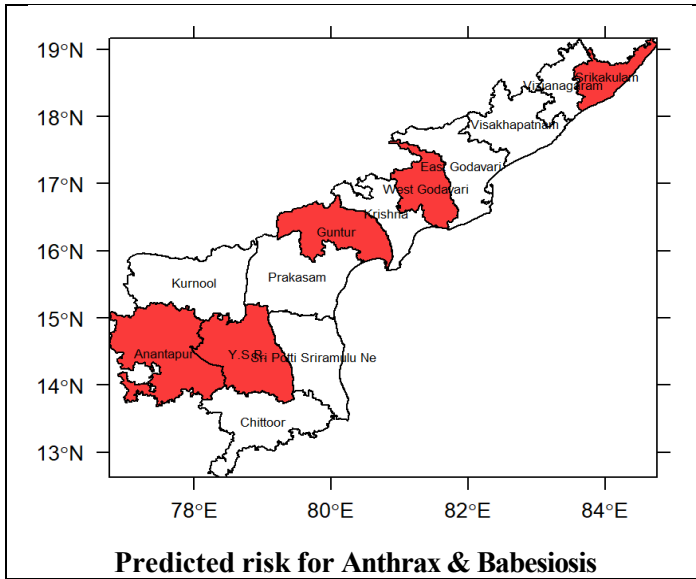 19°N
18°N
17°N
16°N
15°N
14°N
13°N
Srikakulam
Vizianagaram
Visakhapatnam
East Godavari
West Godavari
Krishna
Guntur
Prakasam
Kurnool
Anantapur
Y.S.R.
Sri Potti Sriramulu Ne
Chittoor
78°E 80°E 82°E 84°E
Predicted risk for Anthrax & Babesiosis